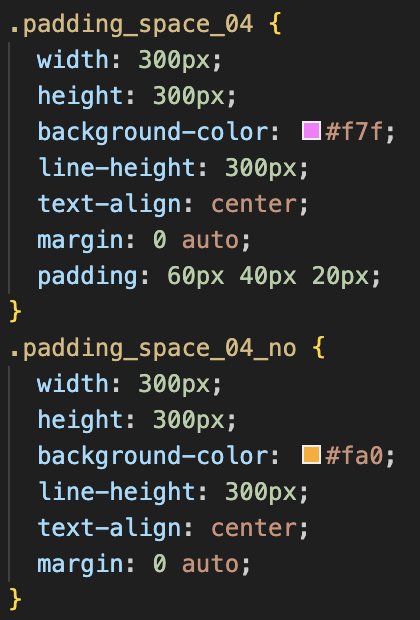 .padding_space_04 {
width: 300px;
height: 300px;
background-color: #f7f;
line-height: 300px;
text-align: center;
margin: 0 auto;
padding: 60px 40px 20px;
}
.padding_space_04_no {
width: 300px;
height: 300px;
background-color: #fa0;
line-height: 300px;
text-align: center;
margin: 0 auto;
}